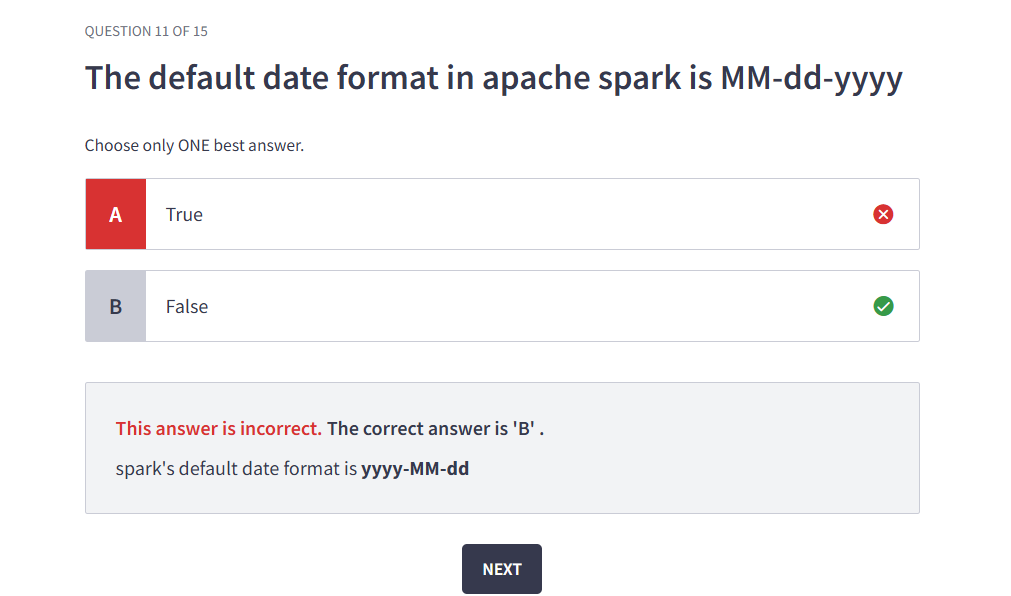 QUESTION 11 OF 15
The default date format in apache spark is MM-dd-yyyy
Choose only ONE best answer.
A True
B False
This answer is incorrect. The correct answer is 'B' .
spark's default date format is yyyy-MM-dd
NEXT